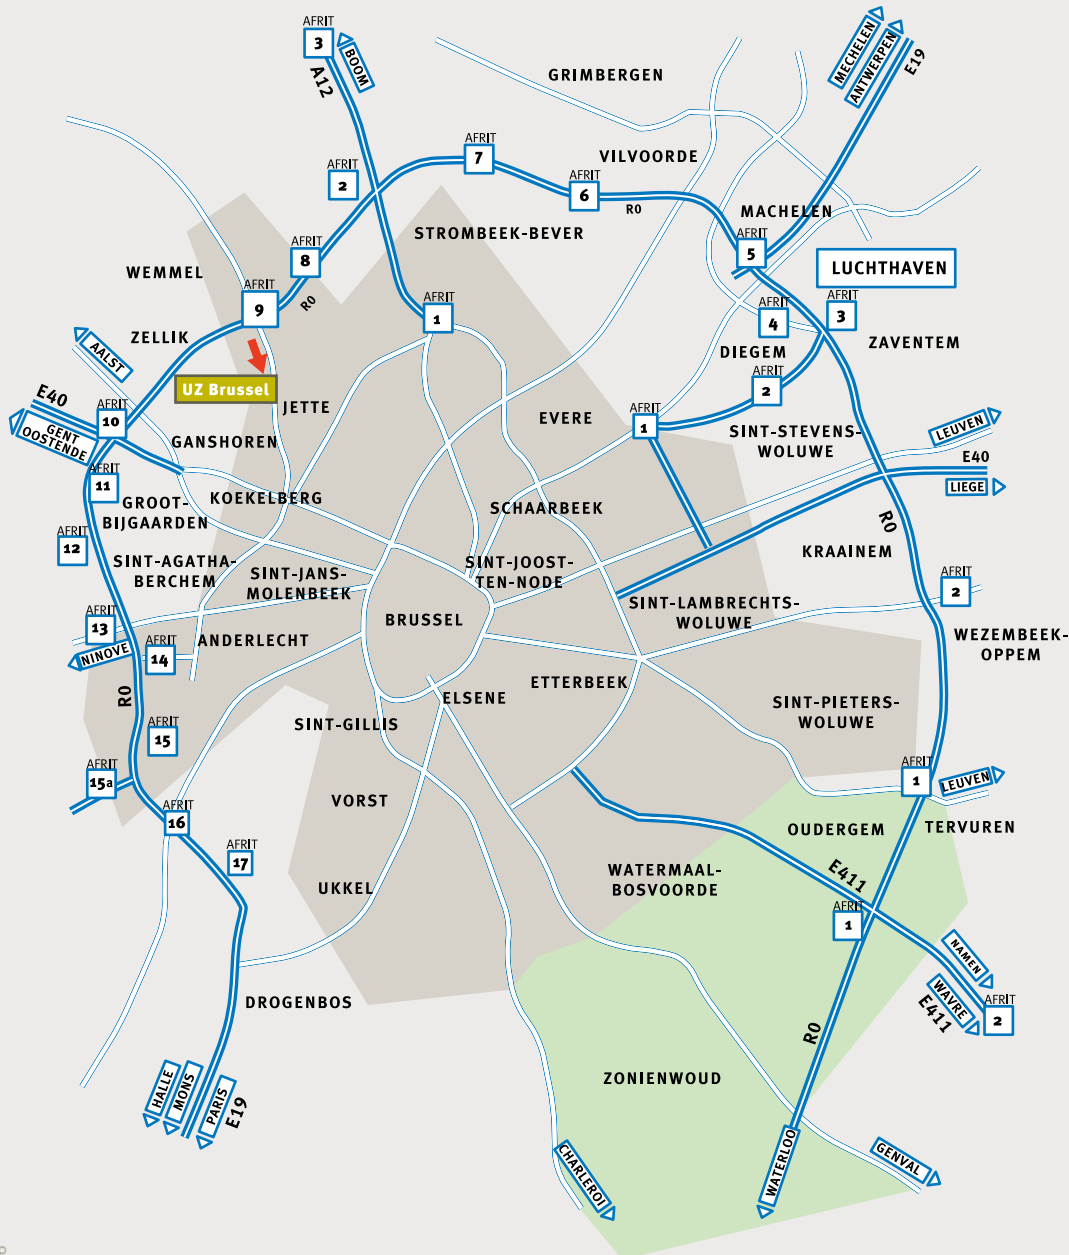 AFRIT
3
BOOM
A12
MECHELEN
ANTWERPEN
E19
GRIMBERGEN
AFRIT
7
VILVOORDE
AFRIT
2
AFRIT
6
R0
MACHELEN
STROMBEEK-BEVER
AFRIT
5
AFRIT
8
WEMMEL
LUCHTHAVEN
AFRIT
9
R0
AFRIT
1
AFRIT
4
AFRIT
3
ZELLIK
ZAVENTEM
DIEGEM
AALST
UZ Brussel
AFRIT
2
E40
JETTE
EVERE
AFRIT
1
GENT
OOSTENDE
AFRIT
10
GANSHOREN
SINT-STEVENS-
WOLUWE
LEUVEN
E40
LIEGE
AFRIT
11
KOEKELBERG
GROOT-
BIJGAARDEN
SCHAARBEEK
R0
AFRIT
12
KRAAINEM
SINT-AGATHA-
BERCHEM
SINT-JANS-
MOLENBEEK
SINT-JOOST-
TEN-NODE
AFRIT
2
SINT-LAMBRECHTS-
WOLUWE
BRUSSEL
AFRIT
13
ANDERLECHT
NINOVE
AFRIT
14
WEZEMBEEK-
OPPEM
R0
ETTERBEEK
ELSENE
SINT-PIETERS-
WOLUWE
SINT-GILLIS
AFRIT
15
AFRIT
15a
AFRIT
1
LEUVEN
VORST
AFRIT
16
OUDERGEM
TERVUREN
AFRIT
17
WATERMAAL-
BOSVOORDE
E411
UKKEL
AFRIT
1
NAMEN
WAVRE
E411
AFRIT
2
DROGENBOS
R0
ZONIENWOUD
HALLE
MONS
PARIS
E19
CHARLEROI
WATERLOO
GENVAL